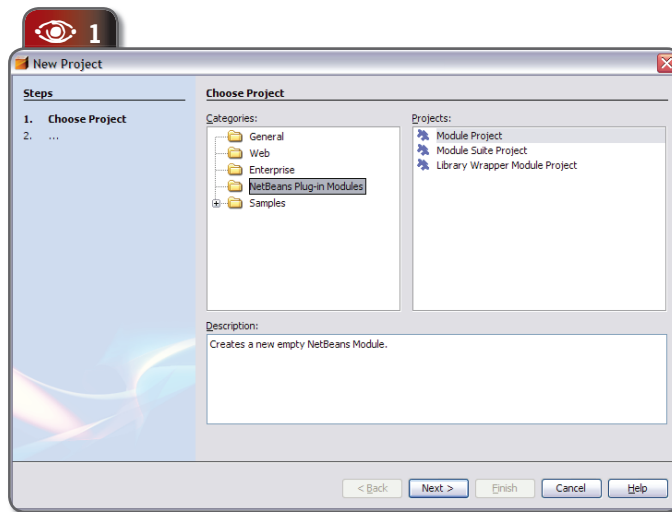 1
New Project
Steps
1. Choose Project
2. ...
Choose Project
Categories:
General
Web
Enterprise
NetBeans Plug-in Modules
Samples
Projects:
Module Project
Module Suite Project
Library Wrapper Module Project
Description:
Creates a new empty NetBeans Module.
< Back Next > Finish Cancel Help